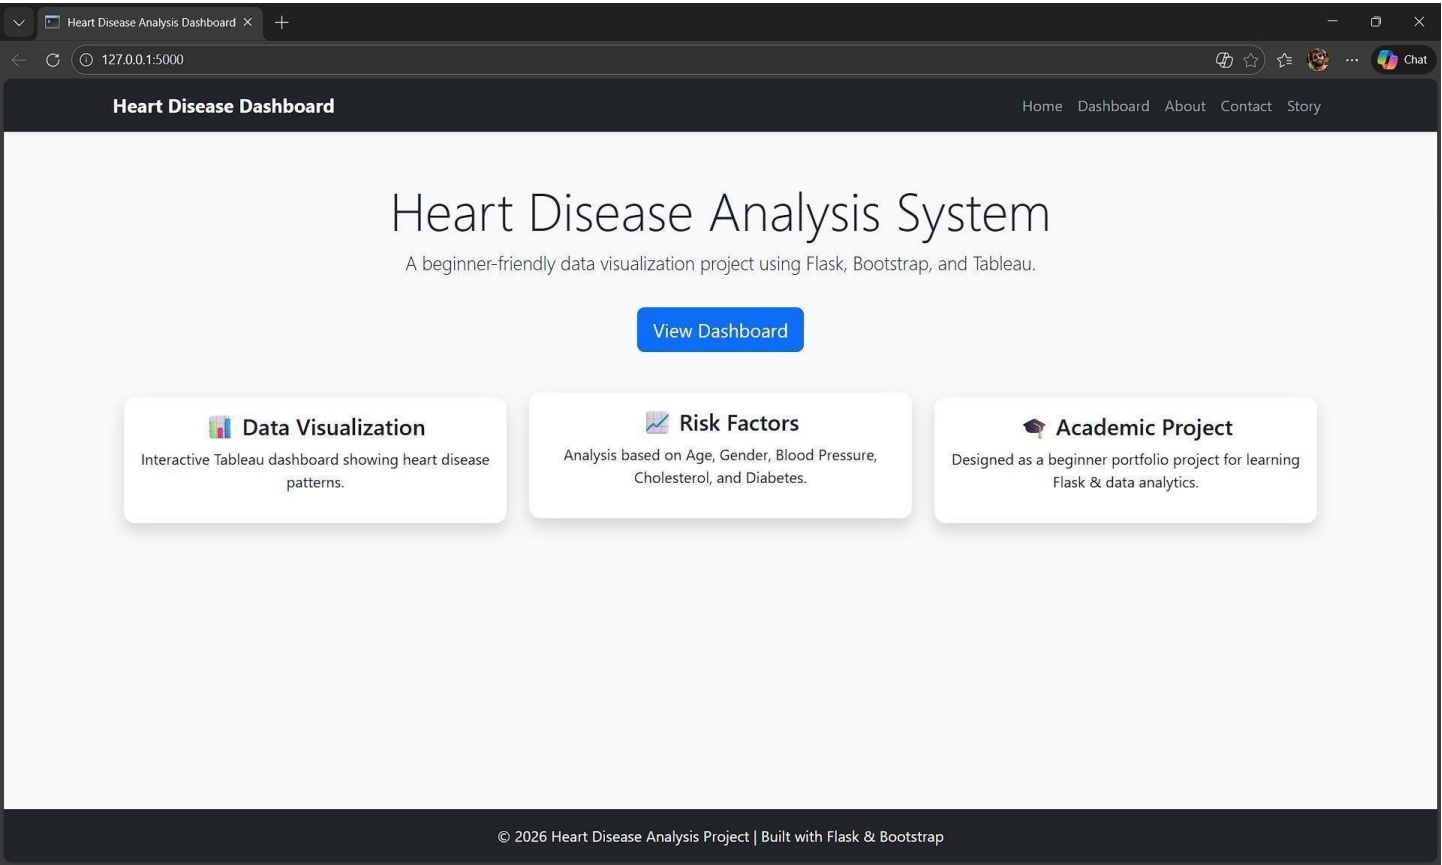 Heart Disease Analysis Dashboard
127.0.0.1:5000
Chat
Heart Disease Dashboard
Home Dashboard About Contact Story
Heart Disease Analysis System
A beginner-friendly data visualization project using Flask, Bootstrap, and Tableau.
View Dashboard
Data Visualization
Interactive Tableau dashboard showing heart disease
patterns.
Risk Factors
Analysis based on Age, Gender, Blood Pressure,
Cholesterol, and Diabetes.
Academic Project
Designed as a beginner portfolio project for learning
Flask & data analytics.
© 2026 Heart Disease Analysis Project | Built with Flask & Bootstrap